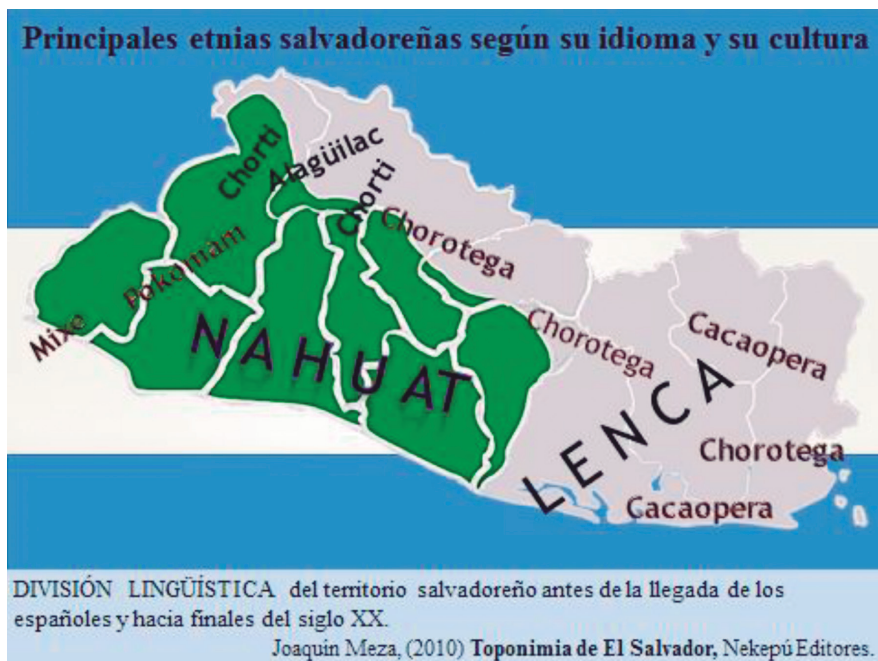 Principales etnias salvadoreñas según su idioma y su cultura
Chorti
Atagüilac
Chorti
Chorotega
Pokomam
Mixe
NAHUAT
Chorotega
Cacaopera
LENCA
Chorotega
Cacaopera
DIVISIÓN LINGÜÍSTICA del territorio salvadoreño antes de la llegada de los
españoles y hacia finales del siglo XX.
Joaquín Meza, (2010) Toponimia de El Salvador, Nekepú Editores.